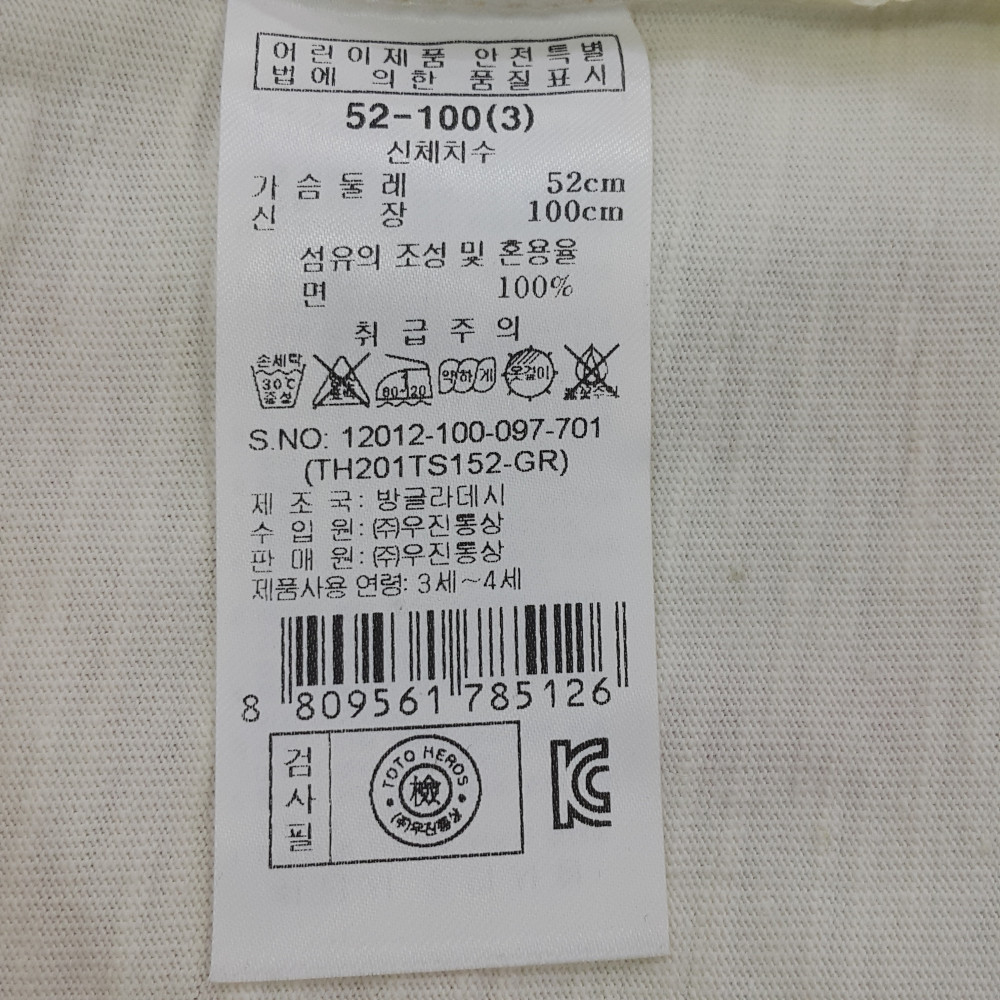 어린이제품 안전특별
법에 의한 품질표시
52-100(3)
신체치수
가슴둘레 52cm
신장 100cm
섬유의 조성 및 혼용율
면 100%
취급주의
손세탁 30℃ 중성
80~120
약하게
옷걸이
S.NO: 12012-100-097-701
(TH201TS152-GR)
제조국: 방글라데시
수입원: ㈜우진통상
판매원: ㈜우진통상
제품사용 연령: 3세~4세
8 809561 785126
검사필
TOTO HEROS
檢
(주)우진통상
KC